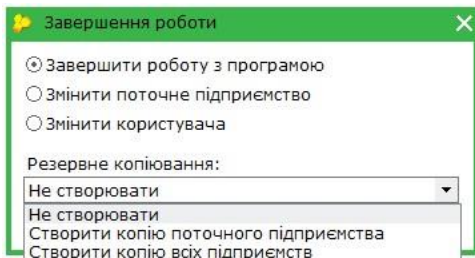 Завершення роботи
Завершити роботу з програмою
Змінити поточне підприємство
Змінити користувача
Резервне копіювання:
Не створювати
Не створювати
Створити копію поточного підприємства
Створити копію всіх підприємств